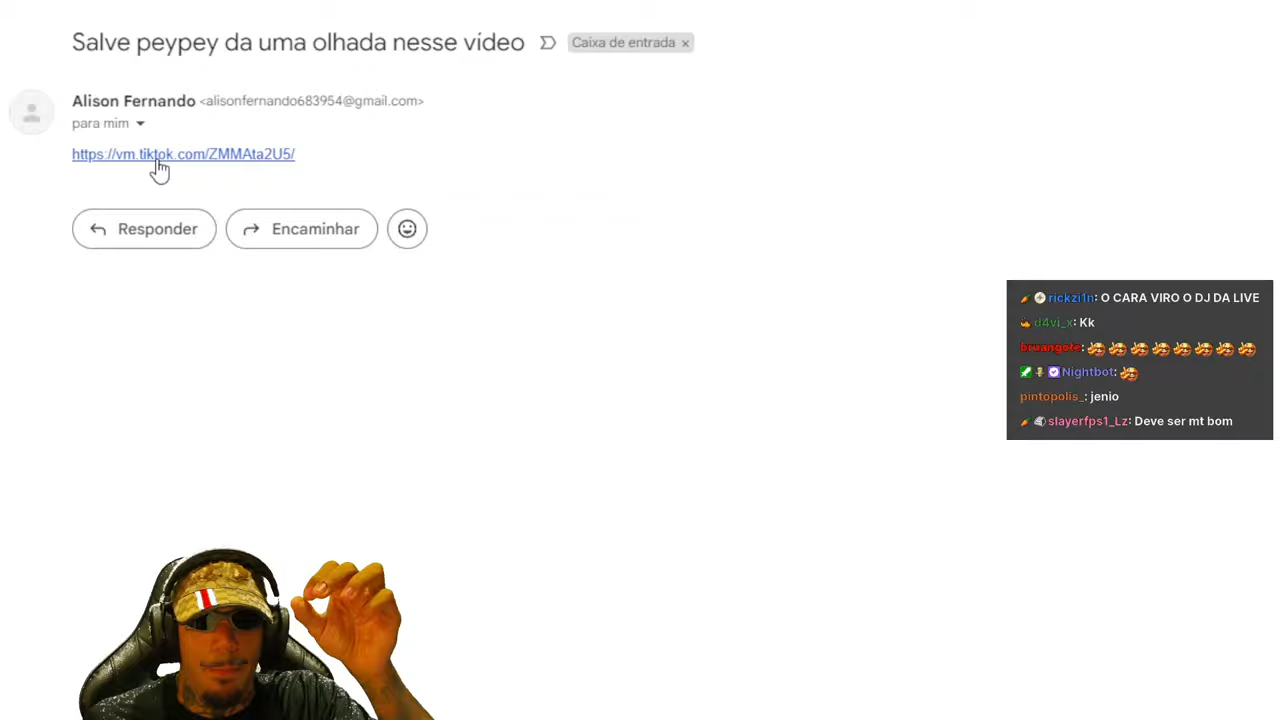 Salve peypey da uma olhada nesse vídeo
Caixa de entrada ×
Alison Fernando <alisonfernando683954@gmail.com>
para mim
https://vm.tiktok.com/ZMMAta2U5/
Responder
Encaminhar
rickzi1n: O CARA VIRO O DJ DA LIVE
d4vi_x: Kk
bruangote:
Nightbot:
pintopolis_: jenio
slayerfps1_Lz: Deve ser mt bom